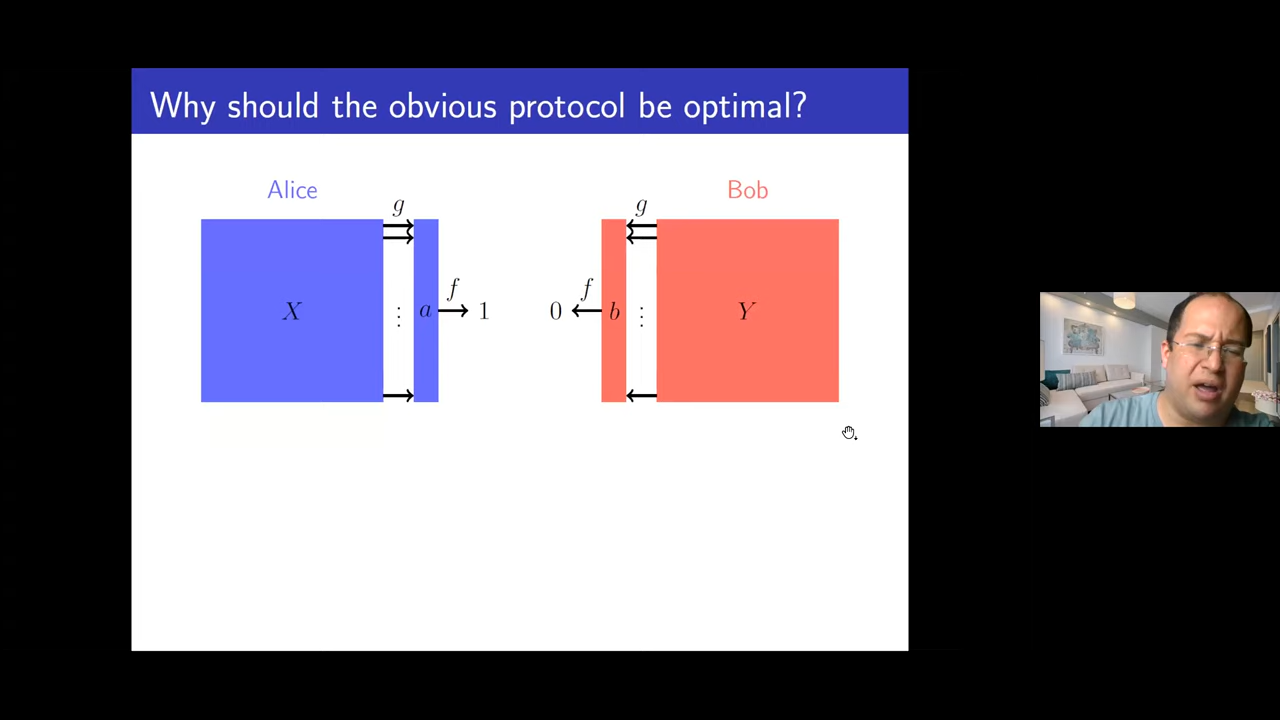 Why should the obvious protocol be optimal?
Alice Bob
g g
X ⋮ a f 1 0 f b ⋮ Y